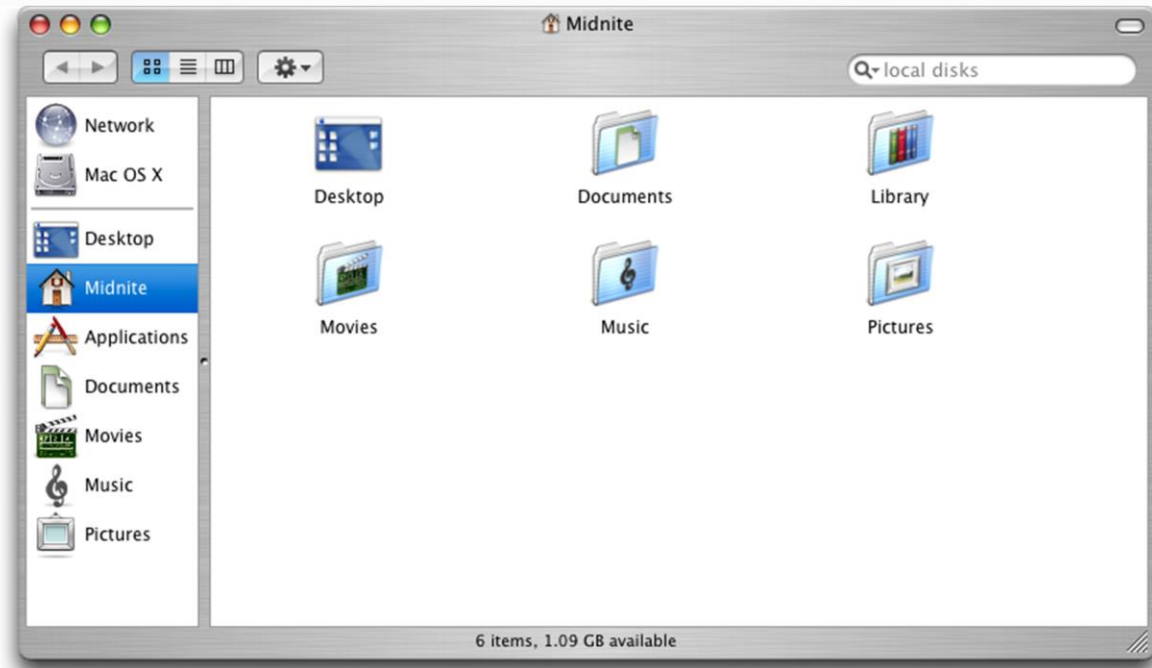 Midnite
local disks
Network
Mac OS X
Desktop
Midnite
Applications
Documents
Movies
Music
Pictures
Desktop
Documents
Library
Movies
Music
Pictures
6 items, 1.09 GB available